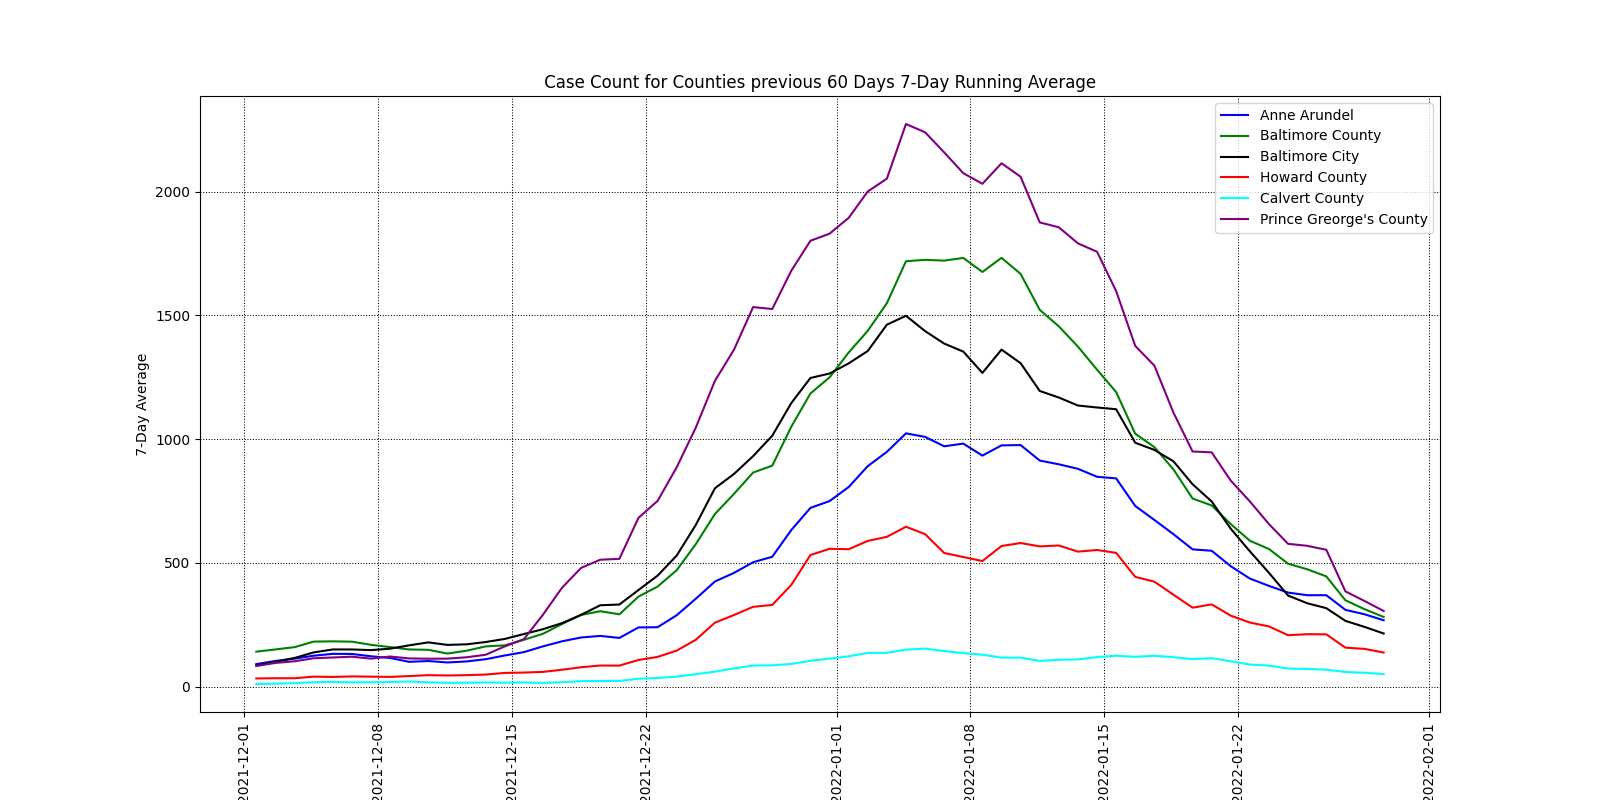 Case Count for Counties previous 60 Days 7-Day Running Average
Anne Arundel
Baltimore County
Baltimore City
Howard County
Calvert County
Prince Greorge's County
7-Day Average
2000
1500
1000
500
0
2021-12-01
2021-12-08
2021-12-15
2021-12-22
2022-01-01
2022-01-08
2022-01-15
2022-01-22
2022-02-01